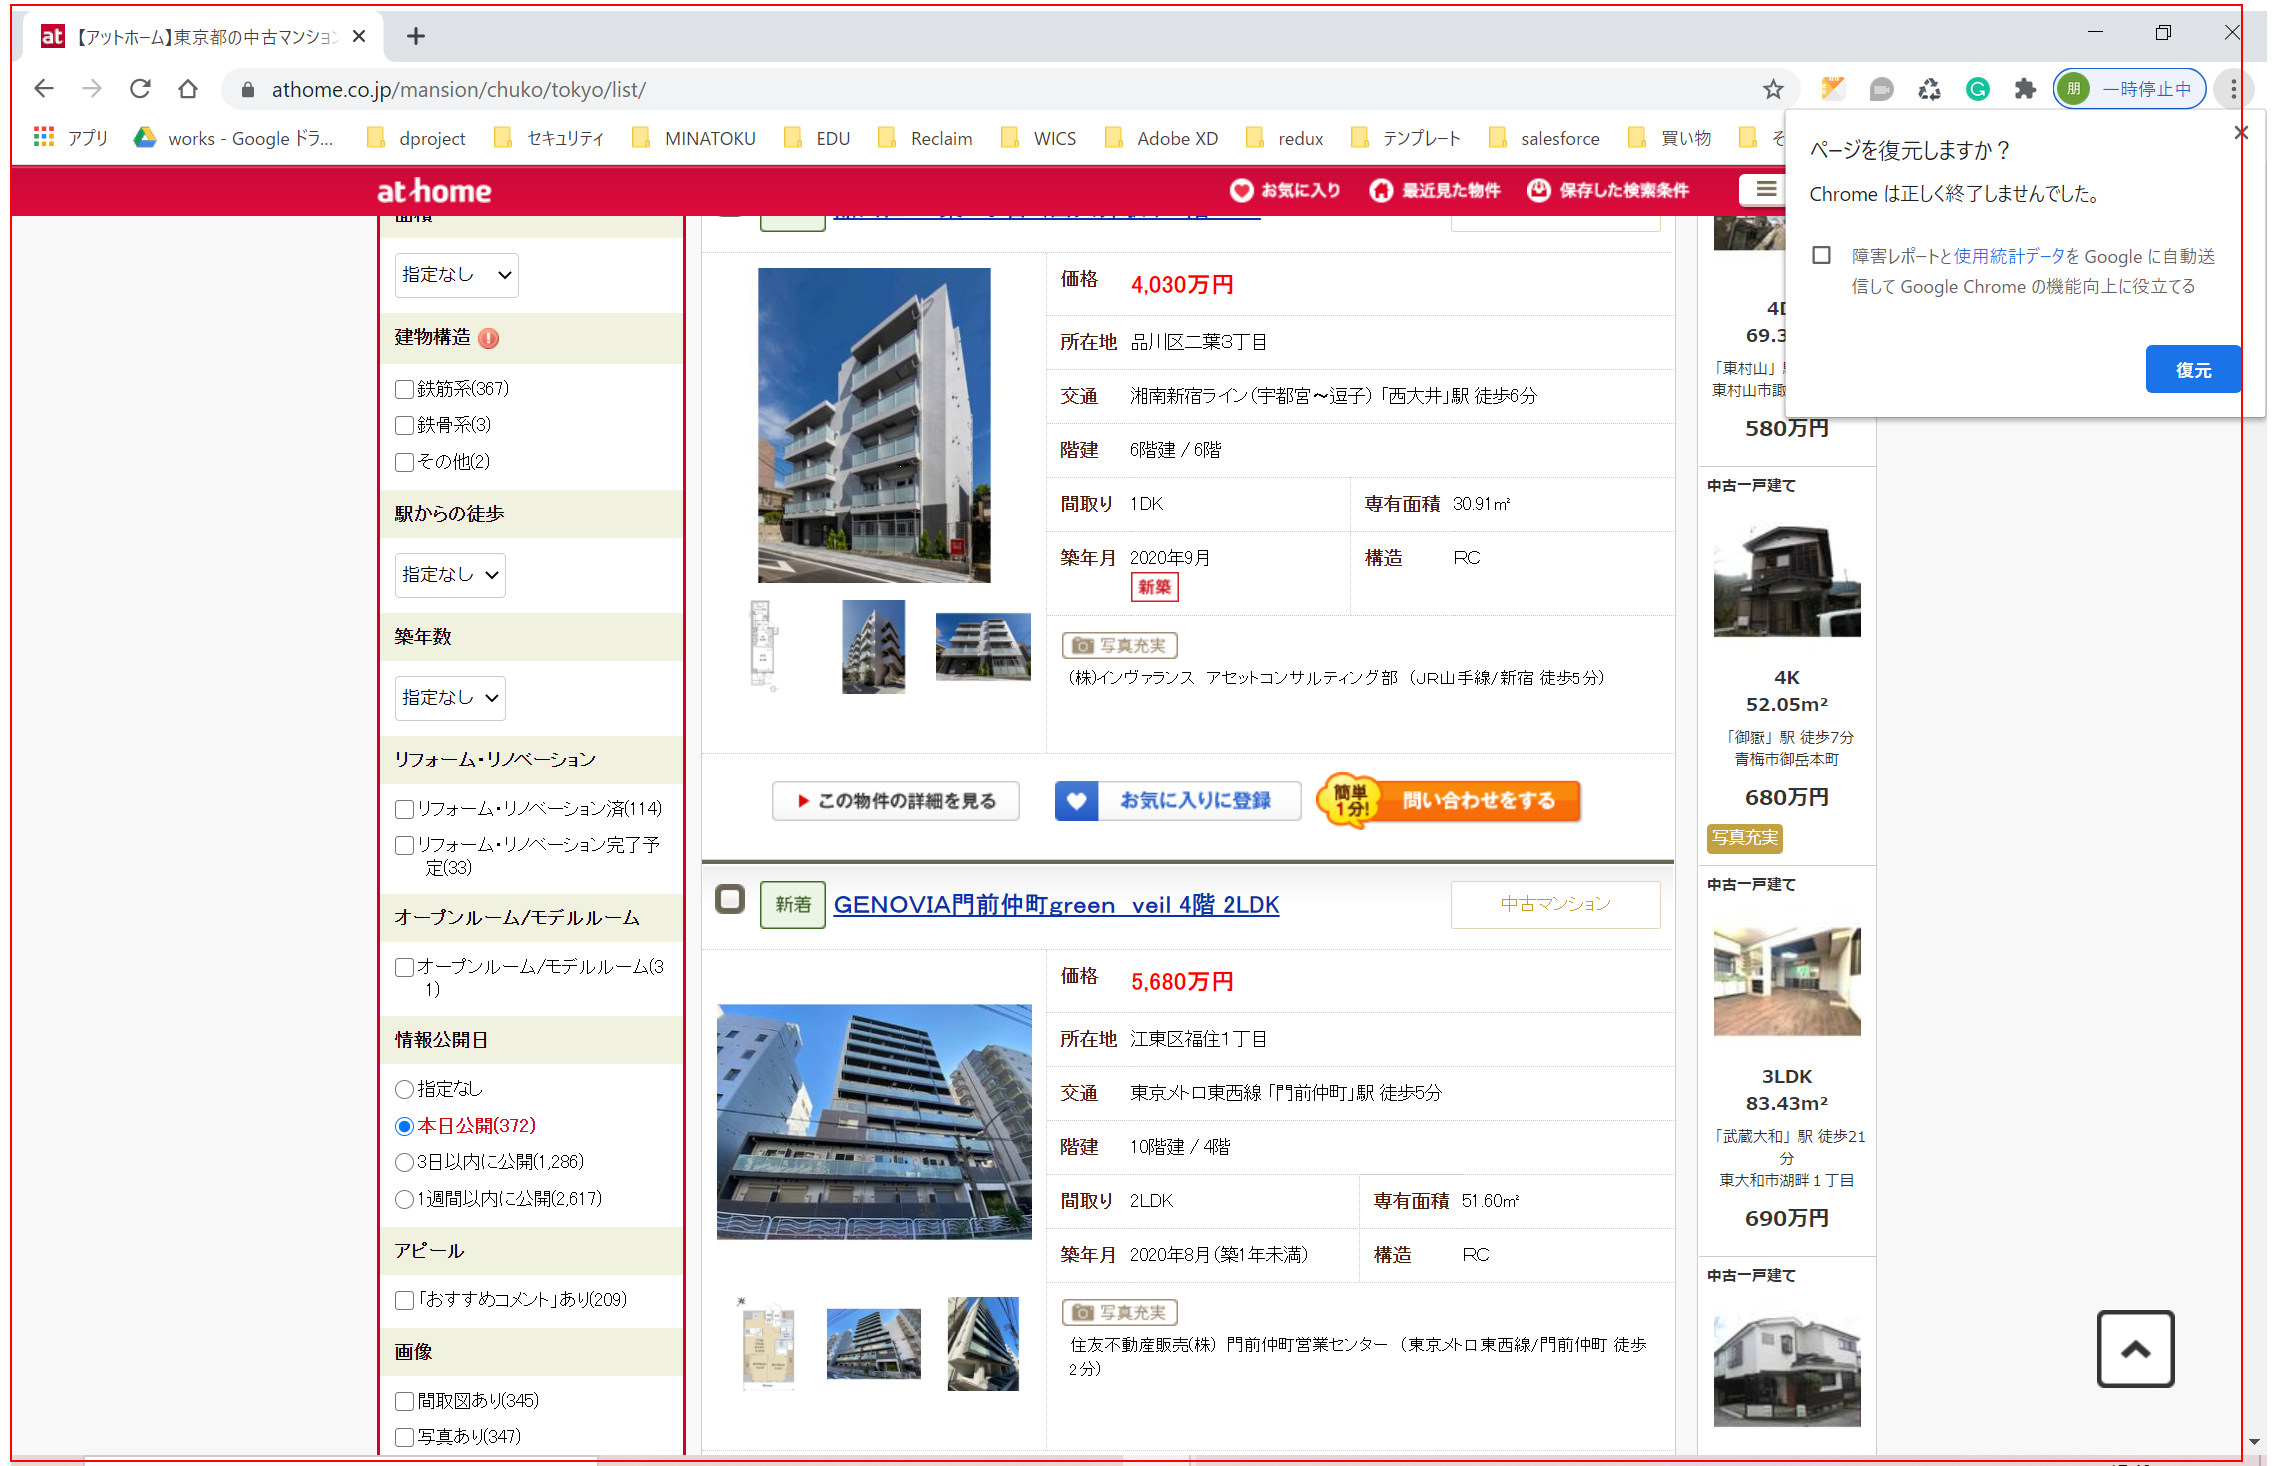 at 【アットホーム】東京都の中古マンショ
athome.co.jp/mansion/chuko/tokyo/list/
朋 一時停止中
アプリ works - Google ドラ... dproject セキュリティ MINATOKU EDU Reclaim WICS Adobe XD redux テンプレート salesforce 買い物 そ
ページを復元しますか？
Chrome は正しく終了しませんでした。
障害レポートと使用統計データを Google に自動送
信して Google Chrome の機能向上に役立てる
復元
at home
お気に入り 最近見た物件 保存した検索条件
面積
指定なし
建物構造
鉄筋系(367)
鉄骨系(3)
その他(2)
駅からの徒歩
指定なし
築年数
指定なし
リフォーム・リノベーション
リフォーム・リノベーション済(114)
リフォーム・リノベーション完了予
定(33)
オープンルーム/モデルルーム
オープンルーム/モデルルーム(3
1)
情報公開日
指定なし
本日公開(372)
3日以内に公開(1,286)
1週間以内に公開(2,617)
アピール
「おすすめコメント」あり(209)
画像
間取図あり(345)
写真あり(347)
価格 4,030万円
所在地 品川区二葉3丁目
交通 湘南新宿ライン（宇都宮～逗子）「西大井」駅 徒歩6分
階建 6階建 / 6階
間取り 1DK 専有面積 30.91㎡
築年月 2020年9月 構造 RC
新築
写真充実
（株）インヴァランス アセットコンサルティング部 （JR山手線/新宿 徒歩5分）
この物件の詳細を見る お気に入りに登録 簡単1分! 問い合わせをする
新着 GENOVIA門前仲町green veil 4階 2LDK 中古マンション
価格 5,680万円
所在地 江東区福住1丁目
交通 東京メトロ東西線 「門前仲町」駅 徒歩5分
階建 10階建 / 4階
間取り 2LDK 専有面積 51.60㎡
築年月 2020年8月（築1年未満） 構造 RC
写真充実
住友不動産販売（株） 門前仲町営業センター （東京メトロ東西線/門前仲町 徒歩
2分）
69.3
「東村山」
東村山市諏
580万円
中古一戸建て
4K
52.05m²
「御嶽」駅 徒歩7分
青梅市御岳本町
680万円
写真充実
中古一戸建て
3LDK
83.43m²
「武蔵大和」駅 徒歩21
分
東大和市湖畔１丁目
690万円
中古一戸建て